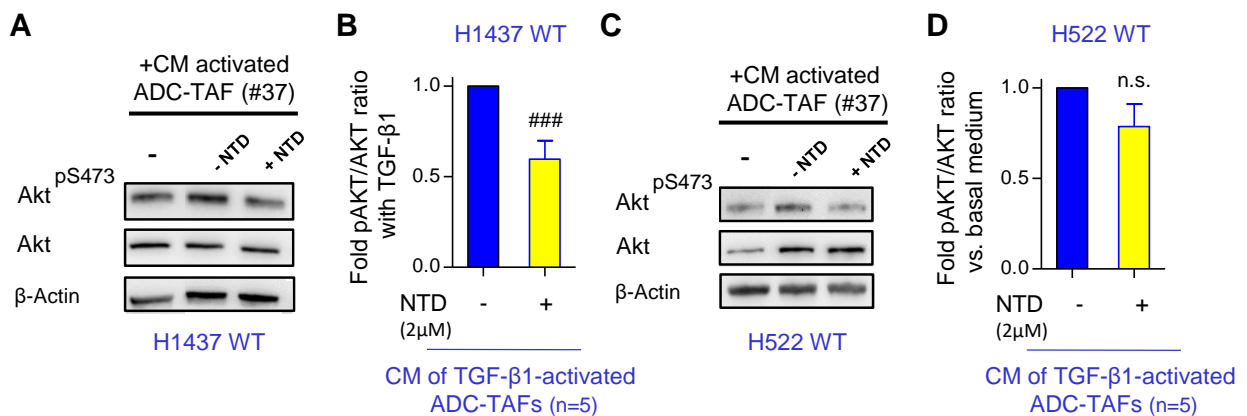 A
+CM activated
ADC-TAF (#37)
- - NTD + NTD
Akt pS473
Akt
β-Actin
H1437 WT
B
H1437 WT
Fold pAKT/AKT ratio
with TGF-β1
1.0
0.5
0.0
###
NTD - +
(2µM)
CM of TGF-β1-activated
ADC-TAFs (n=5)
C
+CM activated
ADC-TAF (#37)
- - NTD + NTD
Akt pS473
Akt
β-Actin
H522 WT
D
H522 WT
Fold pAKT/AKT ratio
vs. basal medium
1.0
0.5
0.0
n.s.
NTD - +
(2µM)
CM of TGF-β1-activated
ADC-TAFs (n=5)